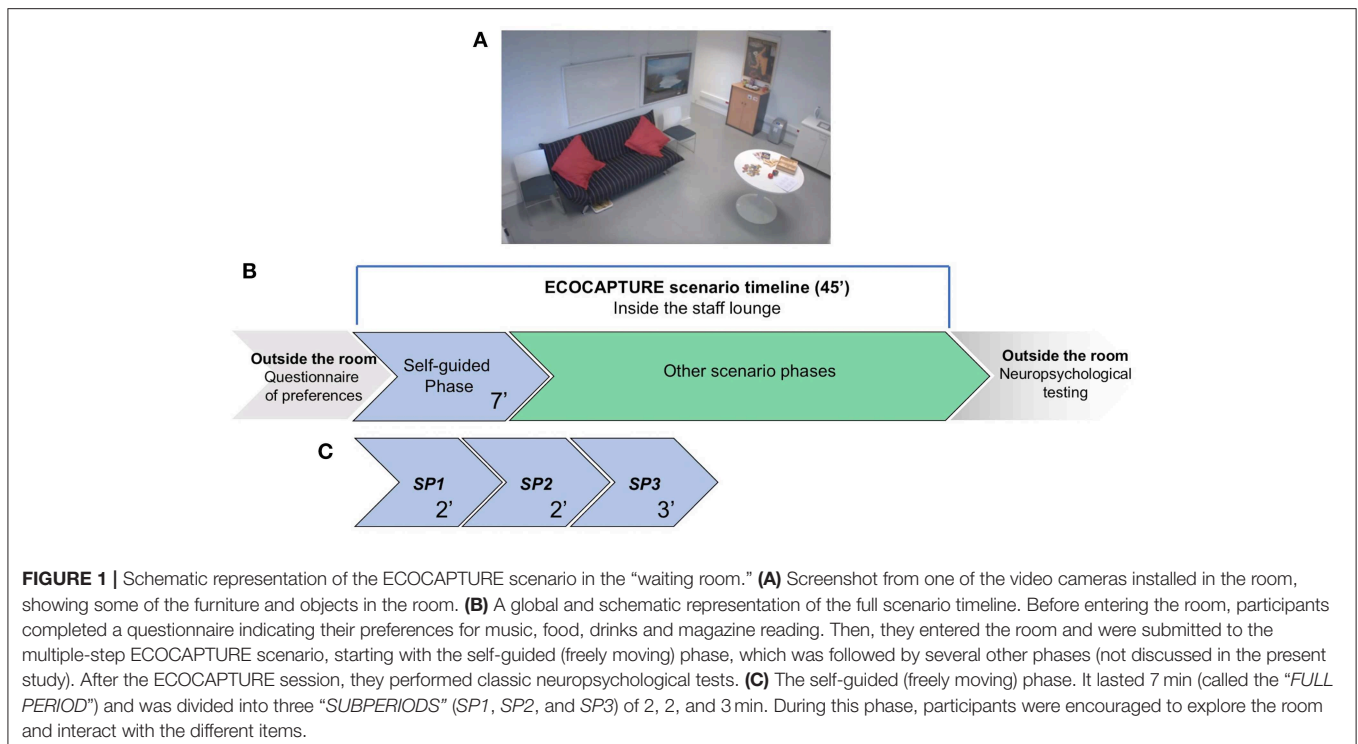 A
B
ECOCAPTURE scenario timeline (45’)
Inside the staff lounge
Outside the room
Questionnaire
of preferences
Self-guided
Phase
7’
Other scenario phases
Outside the room
Neuropsychological
testing
C
SP1
2’
SP2
2’
SP3
3’
FIGURE 1 | Schematic representation of the ECOCAPTURE scenario in the “waiting room.” (A) Screenshot from one of the video cameras installed in the room,
showing some of the furniture and objects in the room. (B) A global and schematic representation of the full scenario timeline. Before entering the room, participants
completed a questionnaire indicating their preferences for music, food, drinks and magazine reading. Then, they entered the room and were submitted to the
multiple-step ECOCAPTURE scenario, starting with the self-guided (freely moving) phase, which was followed by several other phases (not discussed in the present
study). After the ECOCAPTURE session, they performed classic neuropsychological tests. (C) The self-guided (freely moving) phase. It lasted 7 min (called the “FULL
PERIOD”) and was divided into three “SUBPERIODS” (SP1, SP2, and SP3) of 2, 2, and 3 min. During this phase, participants were encouraged to explore the room
and interact with the different items.